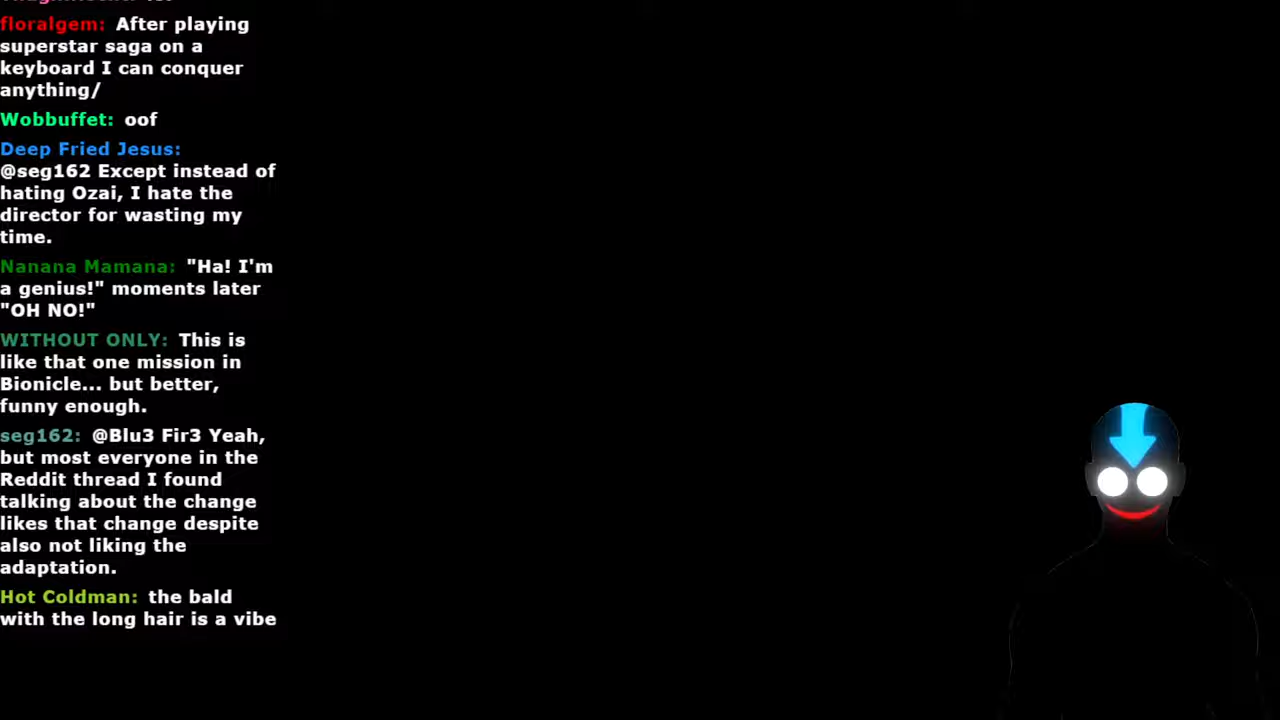 floralgem: After playing
superstar saga on a
keyboard I can conquer
anything/
Wobbuffet: oof
Deep Fried Jesus:
@seg162 Except instead of
hating Ozai, I hate the
director for wasting my
time.
Nanana Mamana: "Ha! I'm
a genius!" moments later
"OH NO!"
WITHOUT ONLY: This is
like that one mission in
Bionicle... but better,
funny enough.
seg162: @Blu3 Fir3 Yeah,
but most everyone in the
Reddit thread I found
talking about the change
likes that change despite
also not liking the
adaptation.
Hot Coldman: the bald
with the long hair is a vibe